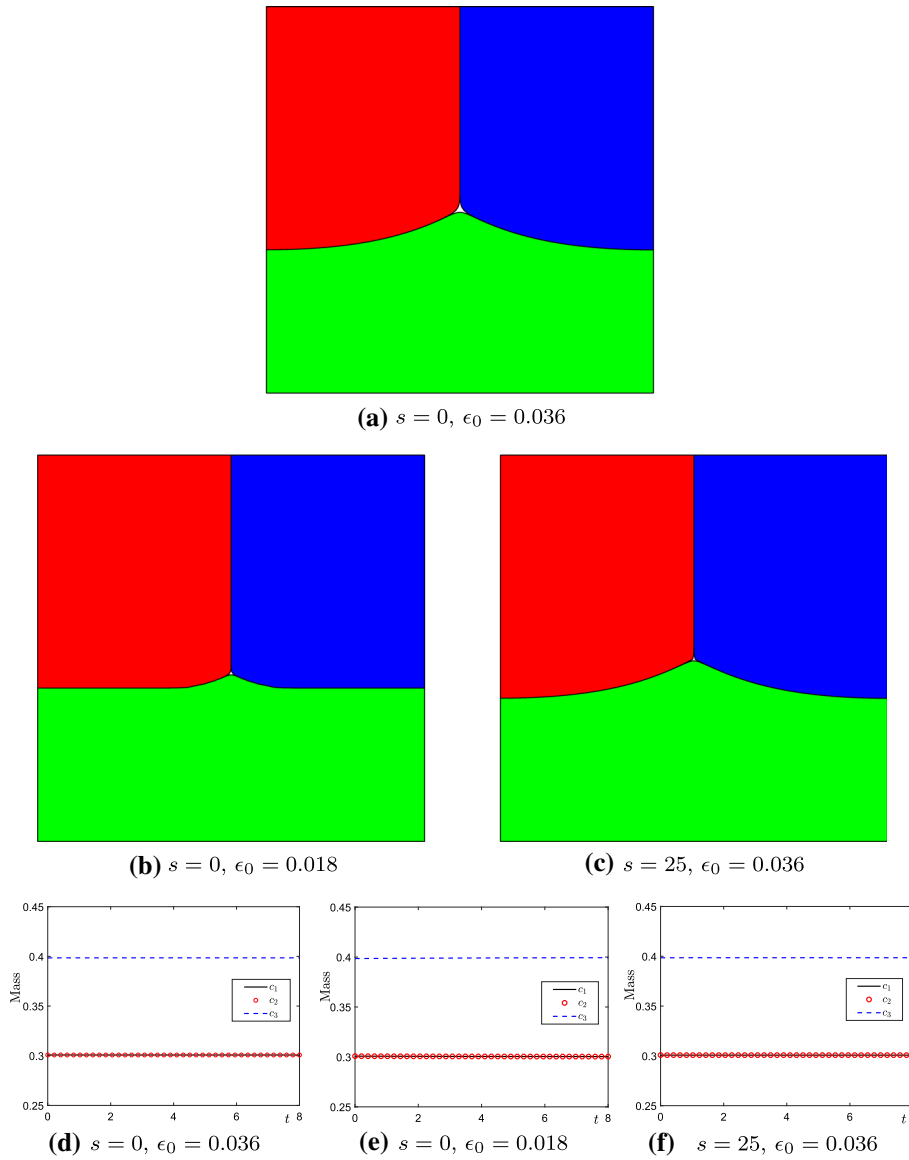 (a) s = 0, ϵ₀ = 0.036
(b) s = 0, ϵ₀ = 0.018
(c) s = 25, ϵ₀ = 0.036
0.45
0.4
0.35
0.3
0.25
Mass
0 2 4 6 t 8
c₁
c₂
c₃
0.45
0.4
0.35
0.3
0.25
Mass
0 2 4 6 t 8
c₁
c₂
c₃
0.45
0.4
0.35
0.3
0.25
Mass
0 2 4 6 t
c₁
c₂
c₃
(d) s = 0, ϵ₀ = 0.036
(e) s = 0, ϵ₀ = 0.018
(f) s = 25, ϵ₀ = 0.036